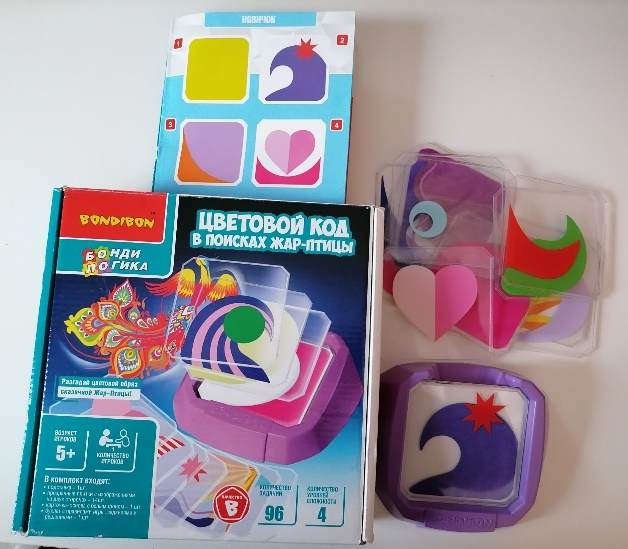 НОВИЧОК
1
2
3
4
BONDIBON
БОНДИ
ЛОГИКА
ЦВЕТОВОЙ КОД
В ПОИСКАХ ЖАР-ПТИЦЫ
Разгадай цветовой образ
сказочной Жар-Птицы!
ВОЗРАСТ
ИГРОКОВ
5+
КОЛИЧЕСТВО
ИГРОКОВ
В КОМПЛЕКТ ВХОДЯТ:
КАЧЕСТВО
B
КОЛИЧЕСТВО
ЗАДАНИЙ
96
КОЛИЧЕСТВО
УРОВНЕЙ
СЛОЖНОСТИ
4